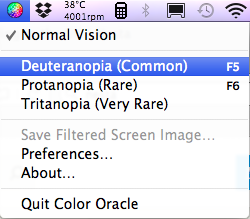 38°C
4001rpm
Normal Vision
Deuteranopia (Common) F5
Protanopia (Rare) F6
Tritanopia (Very Rare)
Save Filtered Screen Image...
Preferences...
About...
Quit Color Oracle